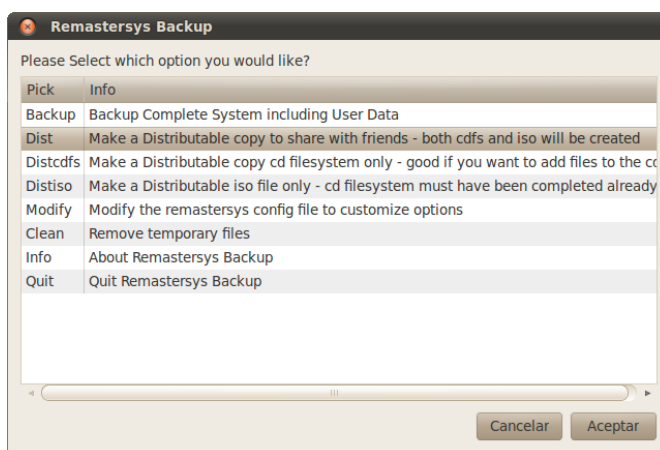 Remastersys Backup
Please Select which option you would like?
Pick Info
Backup Backup Complete System including User Data
Dist Make a Distributable copy to share with friends - both cdfs and iso will be created
Distcdfs Make a Distributable copy cd filesystem only - good if you want to add files to the
Distiso Make a Distributable iso file only - cd filesystem must have been completed already
Modify Modify the remastersys config file to customize options
Clean Remove temporary files
Info About Remastersys Backup
Quit Quit Remastersys Backup
Cancelar Aceptar